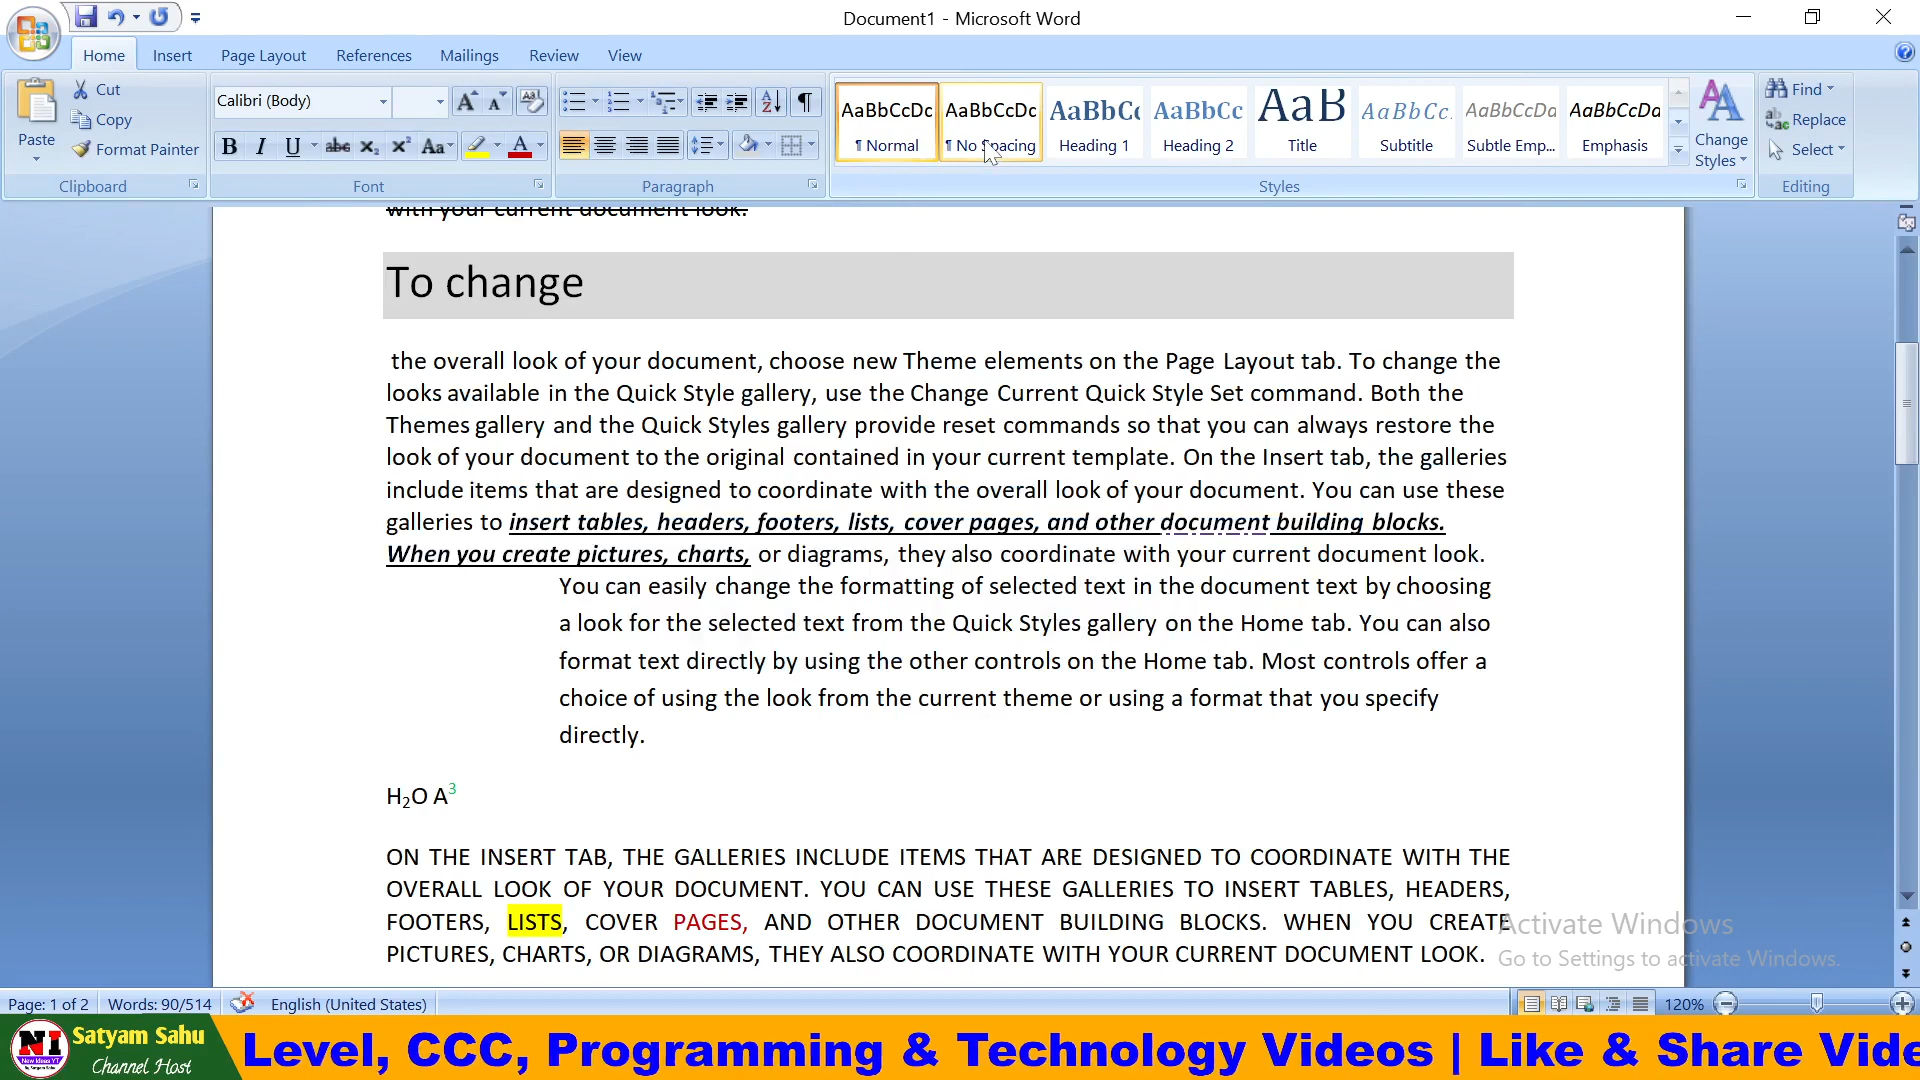 Document1 - Microsoft Word
Home Insert Page Layout References Mailings Review View
Paste
Cut
Copy
Format Painter
Clipboard
Calibri (Body)
Font
Paragraph
AaBbCcDc AaBbCcDc AaBbC AaBbCc AaB AaBbCc. AaBbCcDa AaBbCcDa
¶ Normal ¶ No Spacing Heading 1 Heading 2 Title Subtitle Subtle Emp... Emphasis
Change Styles
Styles
Find
Replace
Select
Editing
with your current document look.
To change
the overall look of your document, choose new Theme elements on the Page Layout tab. To change the
looks available in the Quick Style gallery, use the Change Current Quick Style Set command. Both the
Themes gallery and the Quick Styles gallery provide reset commands so that you can always restore the
look of your document to the original contained in your current template. On the Insert tab, the galleries
include items that are designed to coordinate with the overall look of your document. You can use these
galleries to insert tables, headers, footers, lists, cover pages, and other document building blocks.
When you create pictures, charts, or diagrams, they also coordinate with your current document look.
You can easily change the formatting of selected text in the document text by choosing
a look for the selected text from the Quick Styles gallery on the Home tab. You can also
format text directly by using the other controls on the Home tab. Most controls offer a
choice of using the look from the current theme or using a format that you specify
directly.
H₂O A³
ON THE INSERT TAB, THE GALLERIES INCLUDE ITEMS THAT ARE DESIGNED TO COORDINATE WITH THE
OVERALL LOOK OF YOUR DOCUMENT. YOU CAN USE THESE GALLERIES TO INSERT TABLES, HEADERS,
FOOTERS, LISTS, COVER PAGES, AND OTHER DOCUMENT BUILDING BLOCKS. WHEN YOU CREATE
PICTURES, CHARTS, OR DIAGRAMS, THEY ALSO COORDINATE WITH YOUR CURRENT DOCUMENT LOOK.
Activate Windows
Go to Settings to activate Windows.
Page: 1 of 2 Words: 90/514 English (United States) 120%
Satyam Sahu
Channel Host
Level, CCC, Programming & Technology Videos | Like & Share Vide